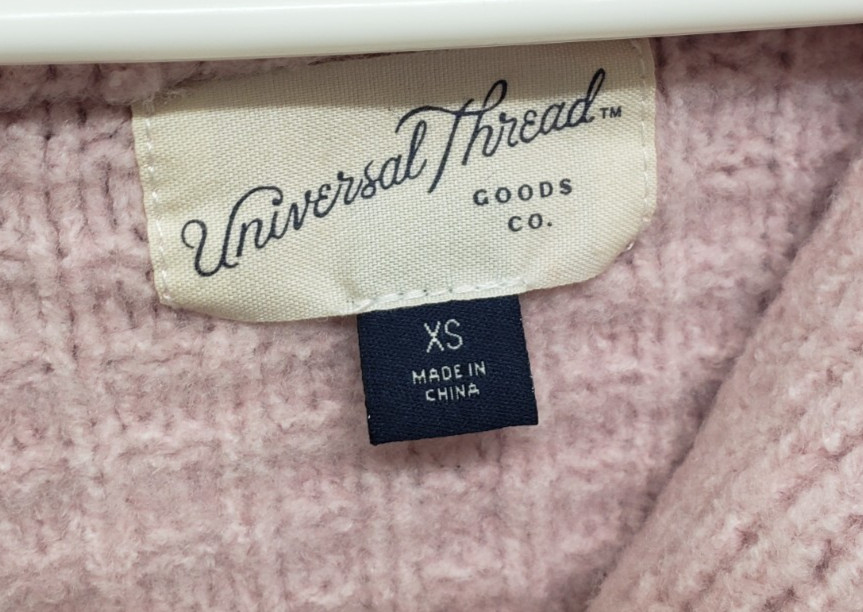 Universal Thread™
GOODS
CO.
XS
MADE IN
CHINA